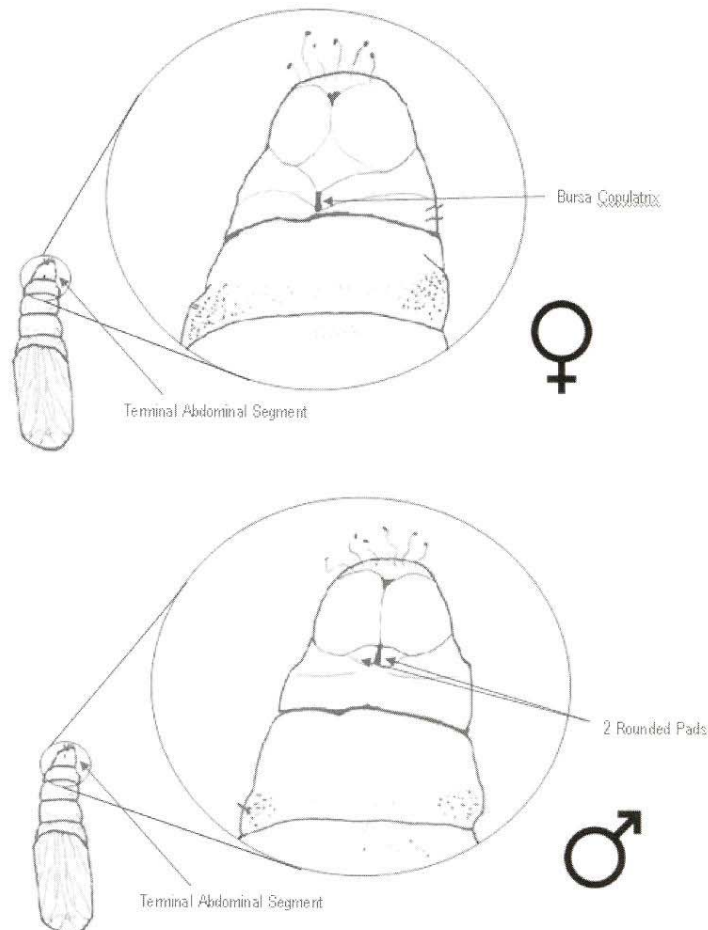 Bursa Copulatrix
Terminal Abdominal Segment
2 Rounded Pads
Terminal Abdominal Segment